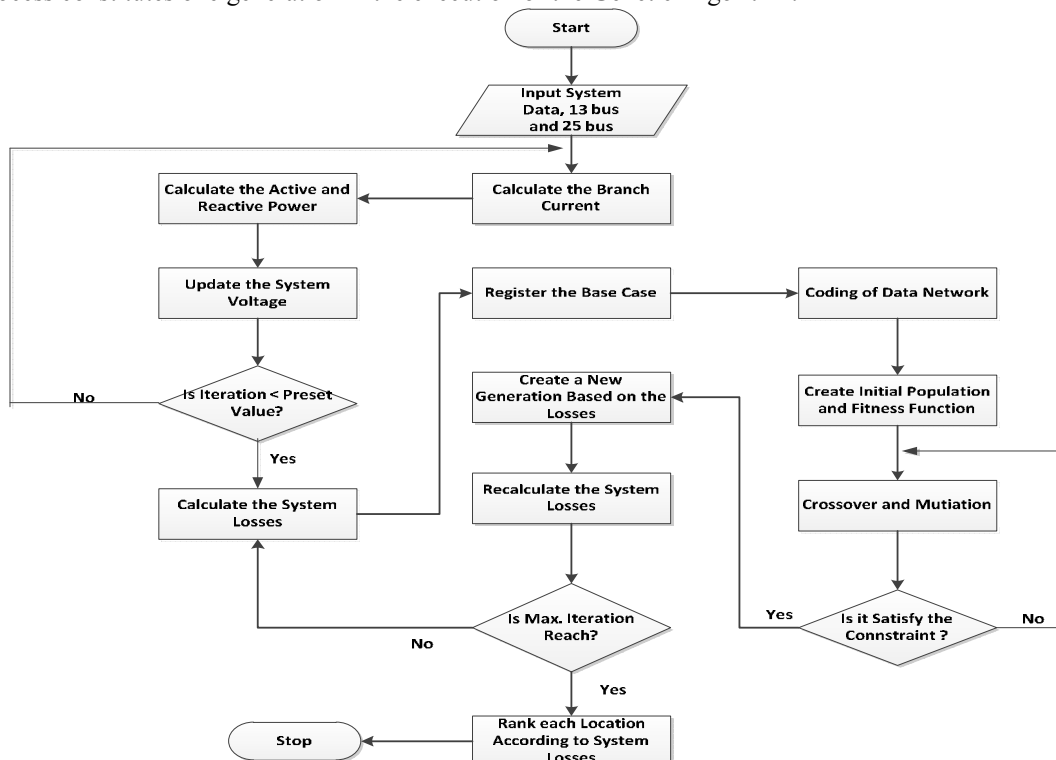 Start
Input System
Data, 13 bus
and 25 bus
Calculate the Active and
Reactive Power
Calculate the Branch
Current
Update the System
Voltage
Register the Base Case
Coding of Data Network
Is Iteration < Preset
Value?
No
Yes
Create a New
Generation Based on the
Losses
Create Initial Population
and Fitness Function
Calculate the System
Losses
Recalculate the System
Losses
Crossover and Mutiation
Is Max. Iteration
Reach?
No
Yes
Is it Satisfy the
Connstraint ?
Yes
No
Rank each Location
According to System
Losses
Stop